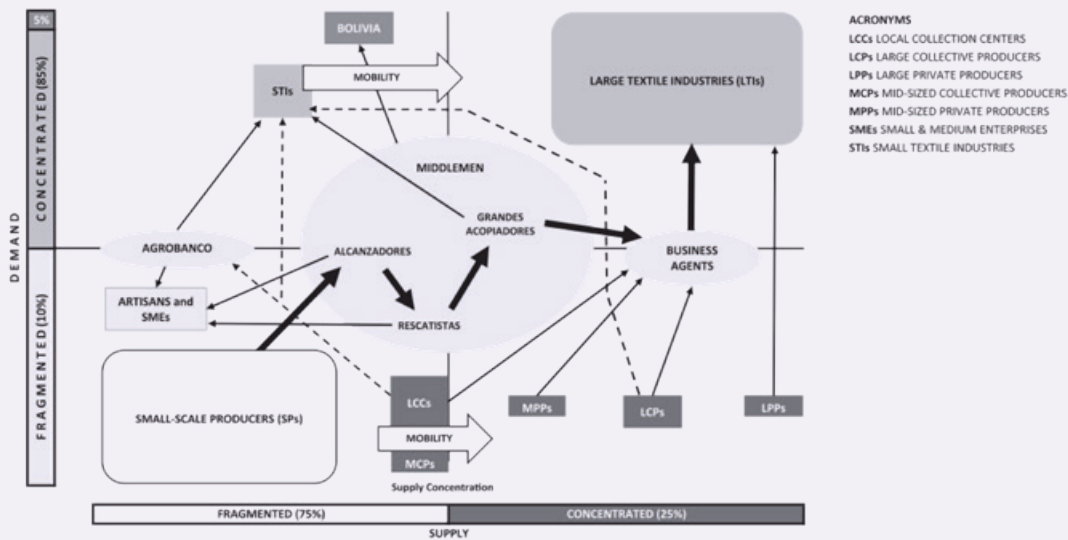 5%
BOLIVIA
ACRONYMS
LCCs LOCAL COLLECTION CENTERS
LCPs LARGE COLLECTIVE PRODUCERS
LPPs LARGE PRIVATE PRODUCERS
MCPs MID-SIZED COLLECTIVE PRODUCERS
MPPs MID-SIZED PRIVATE PRODUCERS
SMEs SMALL & MEDIUM ENTERPRISES
STIs SMALL TEXTILE INDUSTRIES
DEMAND
CONCENTRATED (85%)
FRAGMENTED (10%)
STIs
MOBILITY
LARGE TEXTILE INDUSTRIES (LTIs)
MIDDLEMEN
GRANDES
ACOPIADORES
AGROBANCO
ALCANZADORES
BUSINESS
AGENTS
ARTISANS and
SMEs
RESCATISTAS
SMALL-SCALE PRODUCERS (SPs)
LCCs
MOBILITY
MCPs
MPPs
LCPs
LPPs
Supply Concentration
FRAGMENTED (75%)
CONCENTRATED (25%)
SUPPLY